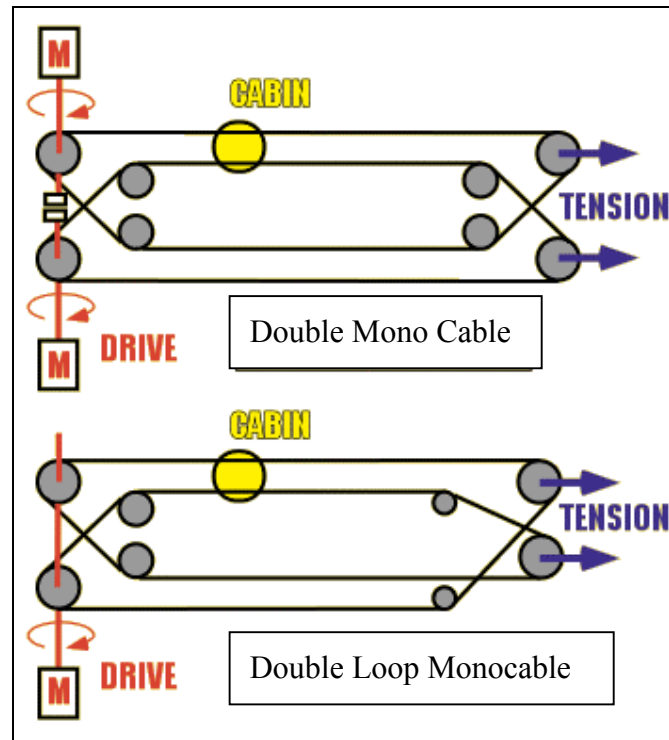 M
CABIN
TENSION
Double Mono Cable
DRIVE
M
CABIN
TENSION
Double Loop Monocable
DRIVE
M